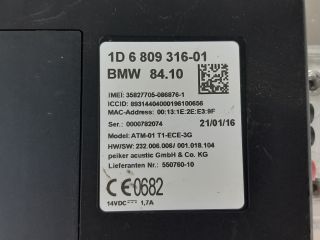 1D 6 809 316-01
BMW 84.10
IMEI: 35827705-086876-1
ICCID: 89314404000196100656
MAC-Address: 00:13:1E:2E:E3:9F
Ser.: 0000782074 21/01/16
Model: ATM-01 T1-ECE-3G
HW/SW: 232.006.006/ 001.018.104
peiker acustic GmbH & Co. KG
Lieferanten Nr.: 550760-10
CE0682
14VDC 1,7A